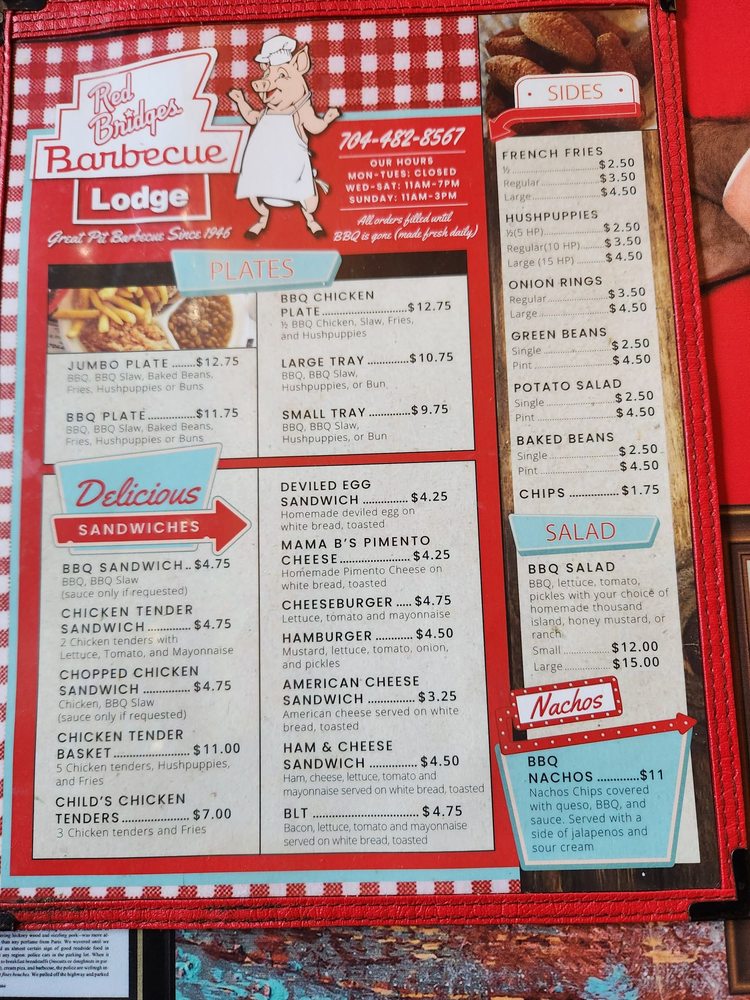 Red
Bridges
Barbecue
Lodge
Great Pit Barbecue Since 1946
704-482-8567
OUR HOURS
MON-TUES: CLOSED
WED-SAT: 11AM-7PM
SUNDAY: 11AM-3PM
All orders filled until
BBQ is gone (made fresh daily)
PLATES
JUMBO PLATE ....... $12.75
BBQ, BBQ Slaw, Baked Beans,
Fries, Hushpuppies or Buns
BBQ PLATE............... $11.75
BBQ, BBQ Slaw, Baked Beans,
Fries, Hushpuppies or Buns
BBQ CHICKEN
PLATE........................... $12.75
½ BBQ Chicken, Slaw, Fries,
and Hushpuppies
LARGE TRAY ............. $10.75
BBQ, BBQ Slaw,
Hushpuppies, or Bun
SMALL TRAY ............. $9.75
BBQ, BBQ Slaw,
Hushpuppies, or Bun
Delicious
SANDWICHES
BBQ SANDWICH.. $4.75
BBQ, BBQ Slaw
(sauce only if requested)
CHICKEN TENDER
SANDWICH .............. $4.75
2 Chicken tenders with
Lettuce, Tomato, and Mayonnaise
CHOPPED CHICKEN
SANDWICH .............. $4.75
Chicken, BBQ Slaw
(sauce only if requested)
CHICKEN TENDER
BASKET....................... $11.00
5 Chicken tenders, Hushpuppies,
and Fries
CHILD'S CHICKEN
TENDERS.................... $7.00
3 Chicken tenders and Fries
DEVILED EGG
SANDWICH .............. $4.25
Homemade deviled egg on
white bread, toasted
MAMA B'S PIMENTO
CHEESE...................... $4.25
Homemade Pimento Cheese on
white bread, toasted
CHEESEBURGER ..... $4.75
Lettuce, tomato and mayonnaise
HAMBURGER .......... $4.50
Mustard, lettuce, tomato, onion,
and pickles
AMERICAN CHEESE
SANDWICH ............... $3.25
American cheese served on white
bread, toasted
HAM & CHEESE
SANDWICH ............... $4.50
Ham, cheese, lettuce, tomato and
mayonnaise served on white bread, toasted
BLT ............................... $4.75
Bacon, lettuce, tomato and mayonnaise
served on white bread, toasted
SIDES
FRENCH FRIES
½............................ $2.50
Regular................... $3.50
Large...................... $4.50
HUSHPUPPIES
½(5 HP)................. $2.50
Regular(10 HP)....... $3.50
Large (15 HP)......... $4.50
ONION RINGS
Regular................... $3.50
Large...................... $4.50
GREEN BEANS
Single..................... $2.50
Pint........................ $4.50
POTATO SALAD
Single..................... $2.50
Pint........................ $4.50
BAKED BEANS
Single..................... $2.50
Pint........................ $4.50
CHIPS ............. $1.75
SALAD
BBQ SALAD
BBQ, lettuce, tomato,
pickles with your choice of
homemade thousand
island, honey mustard, or
ranch
Small.................. $12.00
Large.................. $15.00
Nachos
BBQ
NACHOS ........... $11
Nachos Chips covered
with queso, BBQ, and
sauce. Served with a
side of jalapenos and
sour cream